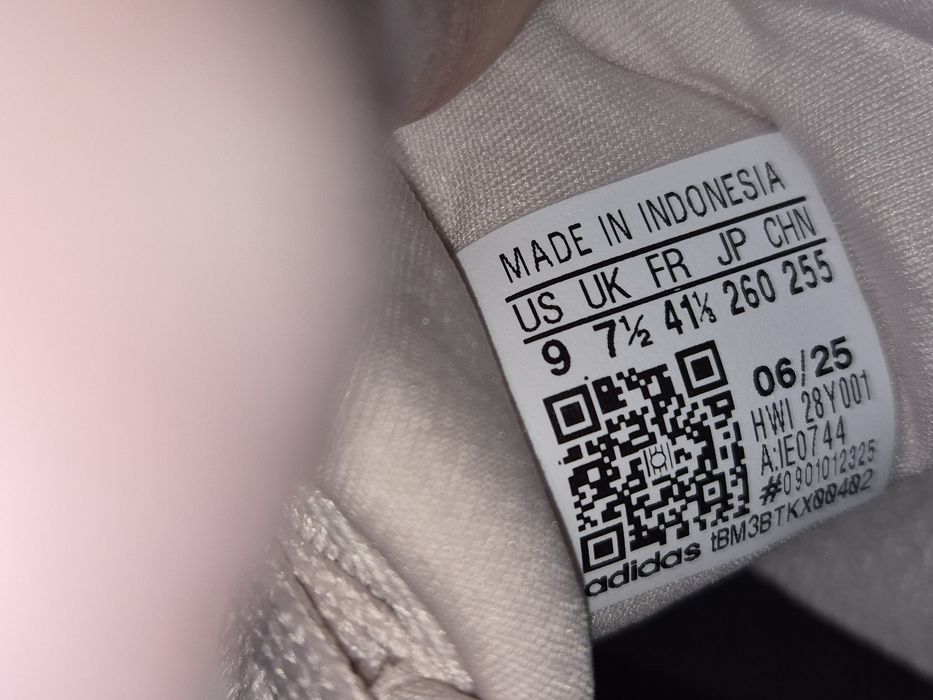 MADE IN INDONESIA
US UK FR JP CHN
9 7½ 41⅓ 260 255
06/25
HWI 28Y001
A:IE0744
#0901012325
adidas tBM3BTKX00402